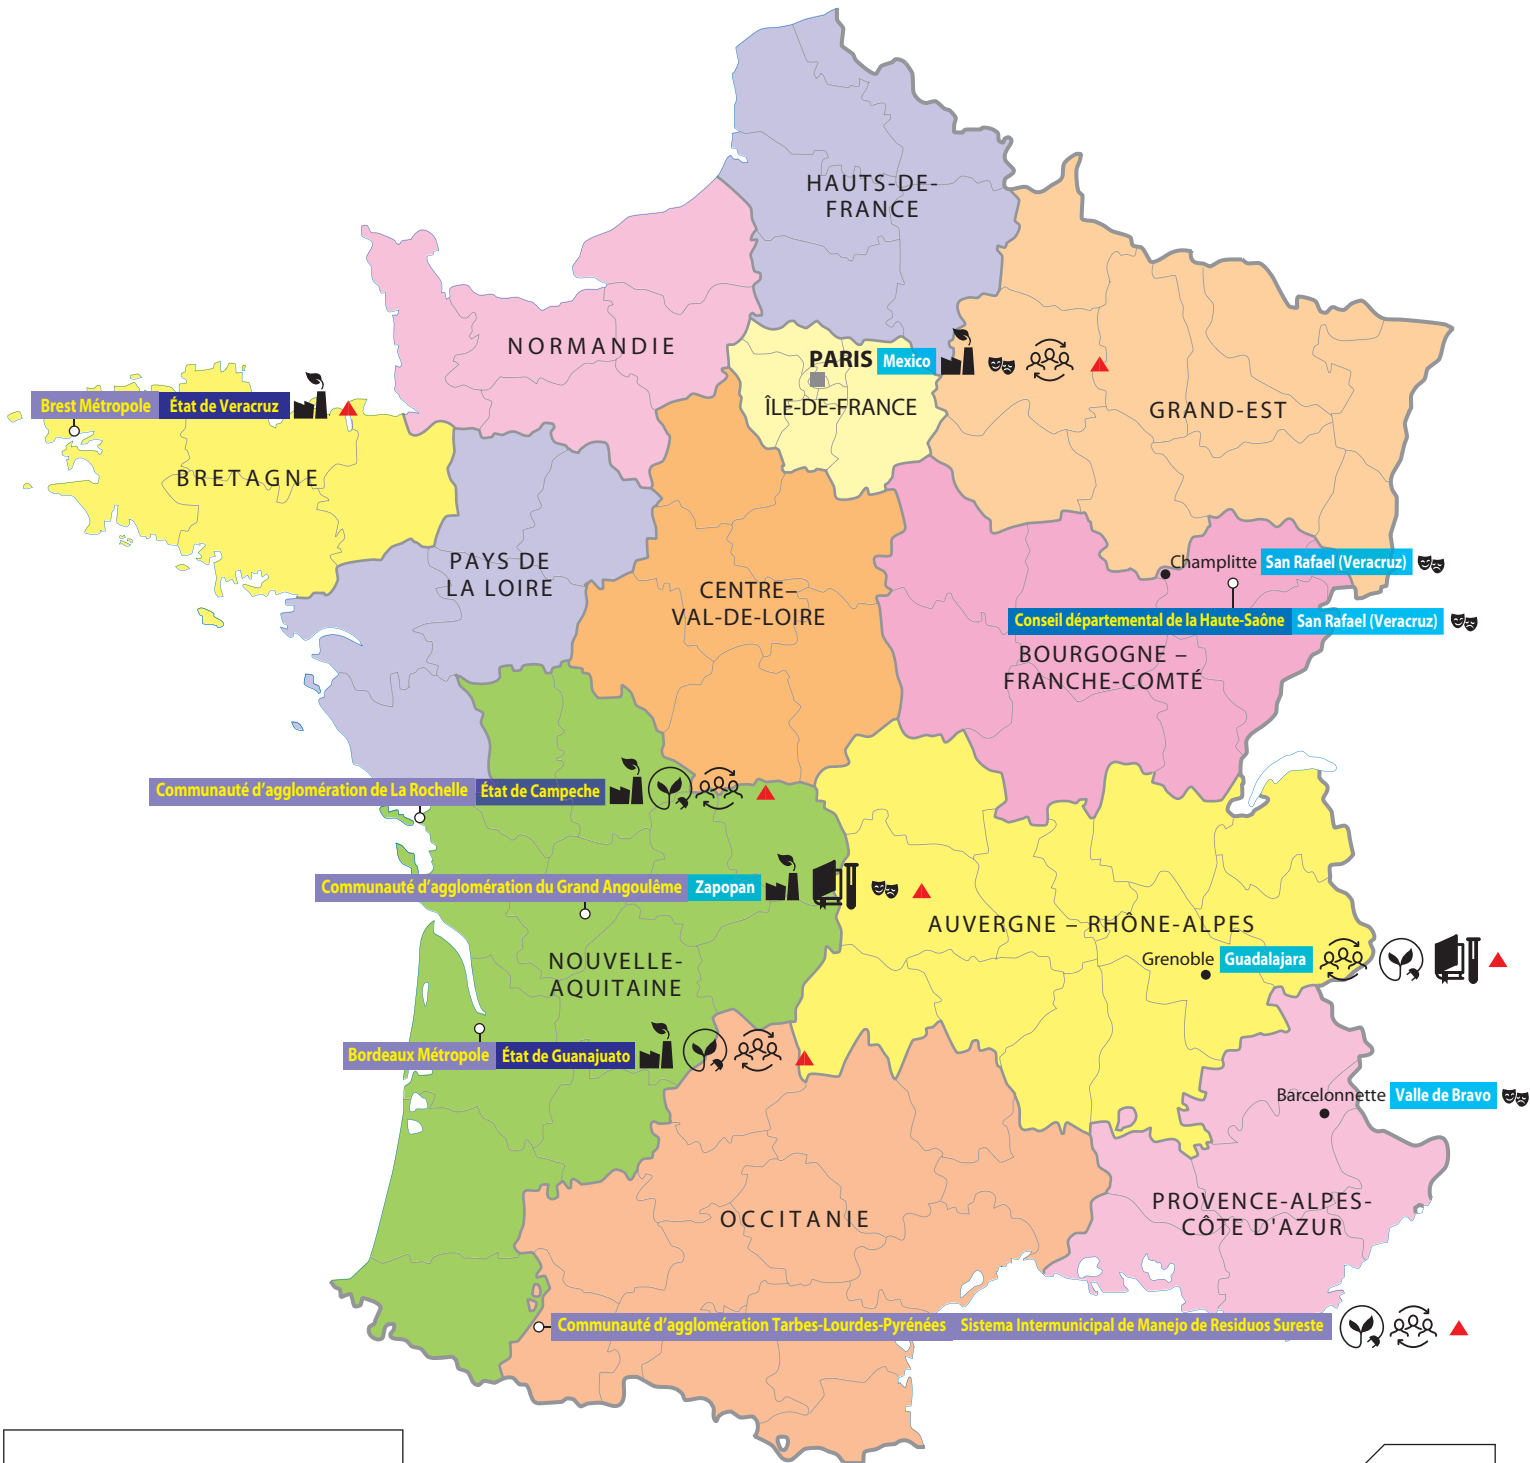 HAUTS-DE-
FRANCE
NORMANDIE
PARIS Mexico
ÎLE-DE-FRANCE
GRAND-EST
Brest Métropole État de Veracruz
BRETAGNE
PAYS DE
LA LOIRE
CENTRE–
VAL-DE-LOIRE
Champlitte San Rafael (Veracruz)
Conseil départemental de la Haute-Saône San Rafael (Veracruz)
BOURGOGNE –
FRANCHE-COMTÉ
Communauté d'agglomération de La Rochelle État de Campeche
Communauté d'agglomération du Grand Angoulême Zapopan
AUVERGNE – RHÔNE-ALPES
Grenoble Guadalajara
NOUVELLE-
AQUITAINE
Bordeaux Métropole État de Guanajuato
Barcelonnette Valle de Bravo
PROVENCE-ALPES-
CÔTE D'AZUR
OCCITANIE
Communauté d'agglomération Tarbes-Lourdes-Pyrénées Sistema Intermunicipal de Manejo de Residuos Sureste